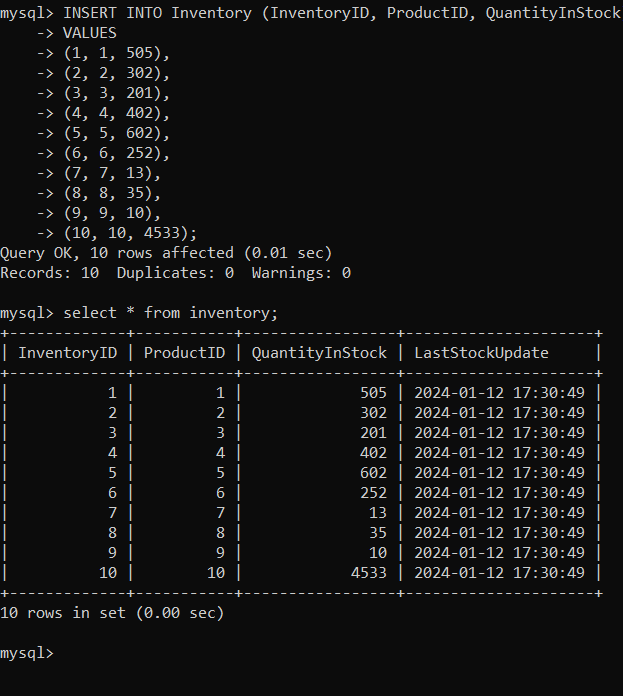 mysql> INSERT INTO Inventory (InventoryID, ProductID, QuantityInStock
    -> VALUES
    -> (1, 1, 505),
    -> (2, 2, 302),
    -> (3, 3, 201),
    -> (4, 4, 402),
    -> (5, 5, 602),
    -> (6, 6, 252),
    -> (7, 7, 13),
    -> (8, 8, 35),
    -> (9, 9, 10),
    -> (10, 10, 4533);
Query OK, 10 rows affected (0.01 sec)
Records: 10  Duplicates: 0  Warnings: 0

mysql> select * from inventory;
+-------------+-----------+-----------------+---------------------+
| InventoryID | ProductID | QuantityInStock | LastStockUpdate     |
+-------------+-----------+-----------------+---------------------+
|           1 |         1 |             505 | 2024-01-12 17:30:49 |
|           2 |         2 |             302 | 2024-01-12 17:30:49 |
|           3 |         3 |             201 | 2024-01-12 17:30:49 |
|           4 |         4 |             402 | 2024-01-12 17:30:49 |
|           5 |         5 |             602 | 2024-01-12 17:30:49 |
|           6 |         6 |             252 | 2024-01-12 17:30:49 |
|           7 |         7 |              13 | 2024-01-12 17:30:49 |
|           8 |         8 |              35 | 2024-01-12 17:30:49 |
|           9 |         9 |              10 | 2024-01-12 17:30:49 |
|          10 |        10 |            4533 | 2024-01-12 17:30:49 |
+-------------+-----------+-----------------+---------------------+
10 rows in set (0.00 sec)

mysql>